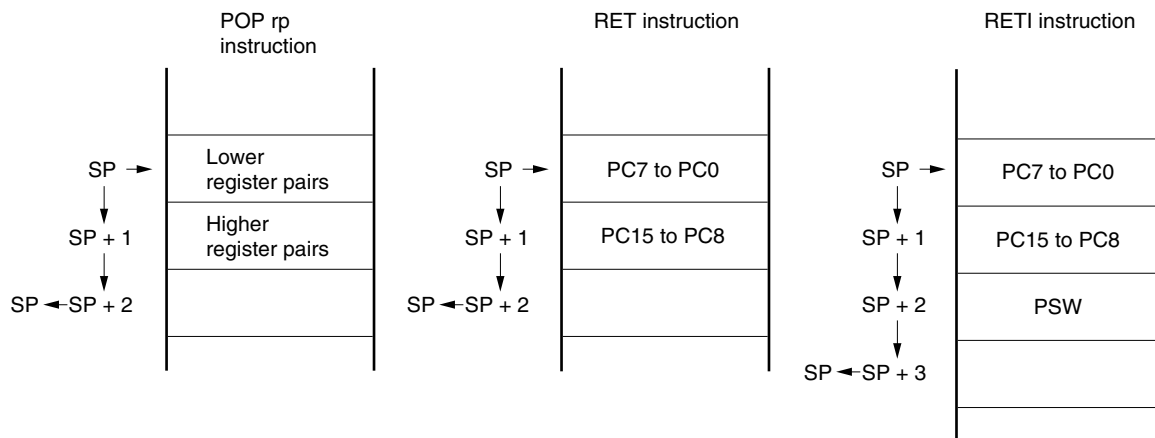 POP rp
instruction
SP
Lower
register pairs
SP + 1
Higher
register pairs
SP
SP + 2
RET instruction
SP
PC7 to PC0
SP + 1
PC15 to PC8
SP
SP + 2
RETI instruction
SP
PC7 to PC0
SP + 1
PC15 to PC8
SP + 2
PSW
SP
SP + 3